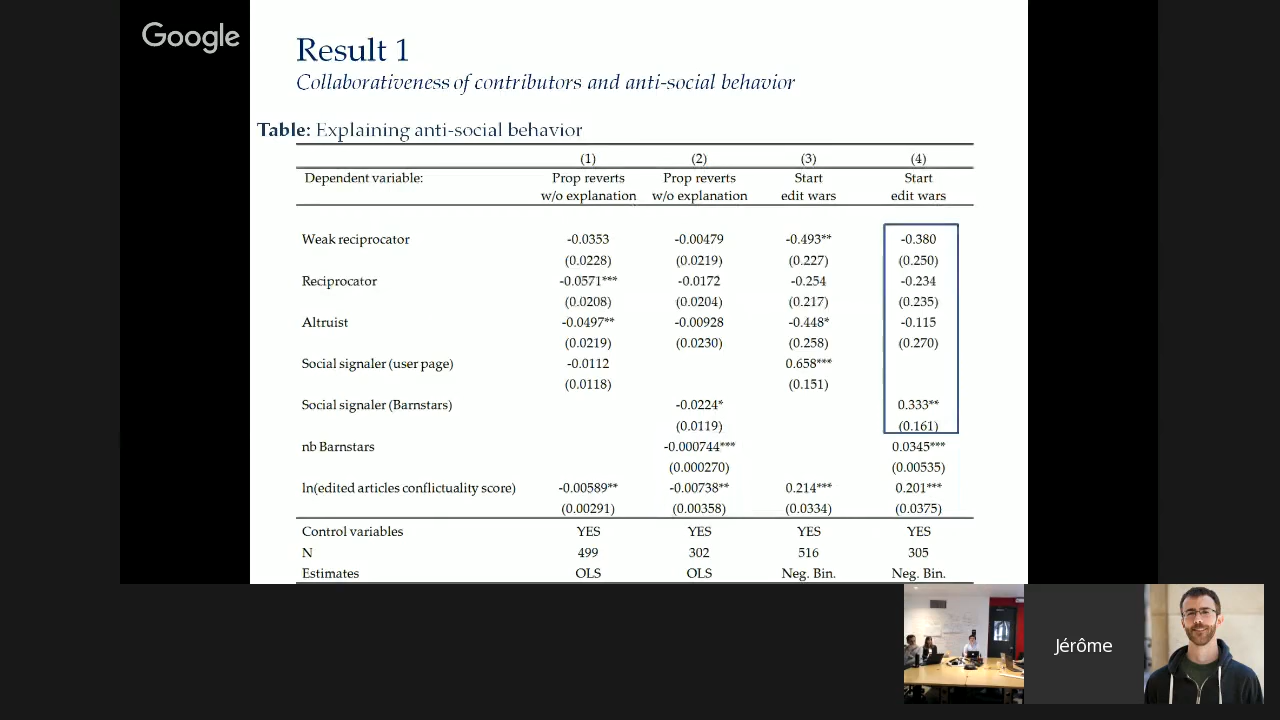 Google
Result 1
Collaborativeness of contributors and anti-social behavior
Table: Explaining anti-social behavior
(1) (2) (3) (4)
Dependent variable: Prop reverts Prop reverts Start Start
w/o explanation w/o explanation edit wars edit wars
Weak reciprocator -0.0353 -0.00479 -0.493** -0.380
(0.0228) (0.0219) (0.227) (0.250)
Reciprocator -0.0571*** -0.0172 -0.254 -0.234
(0.0208) (0.0204) (0.217) (0.235)
Altruist -0.0497** -0.00928 -0.448* -0.115
(0.0219) (0.0230) (0.258) (0.270)
Social signaler (user page) -0.0112 0.658***
(0.0118) (0.151)
Social signaler (Barnstars) -0.0224* 0.333**
(0.0119) (0.161)
nb Barnstars -0.000744*** 0.0345***
(0.000270) (0.00535)
ln(edited articles conflictuality score) -0.00589** -0.00738** 0.214*** 0.201***
(0.00291) (0.00358) (0.0334) (0.0375)
Control variables YES YES YES YES
N 499 302 516 305
Estimates OLS OLS Neg. Bin. Neg. Bin.
Jérôme